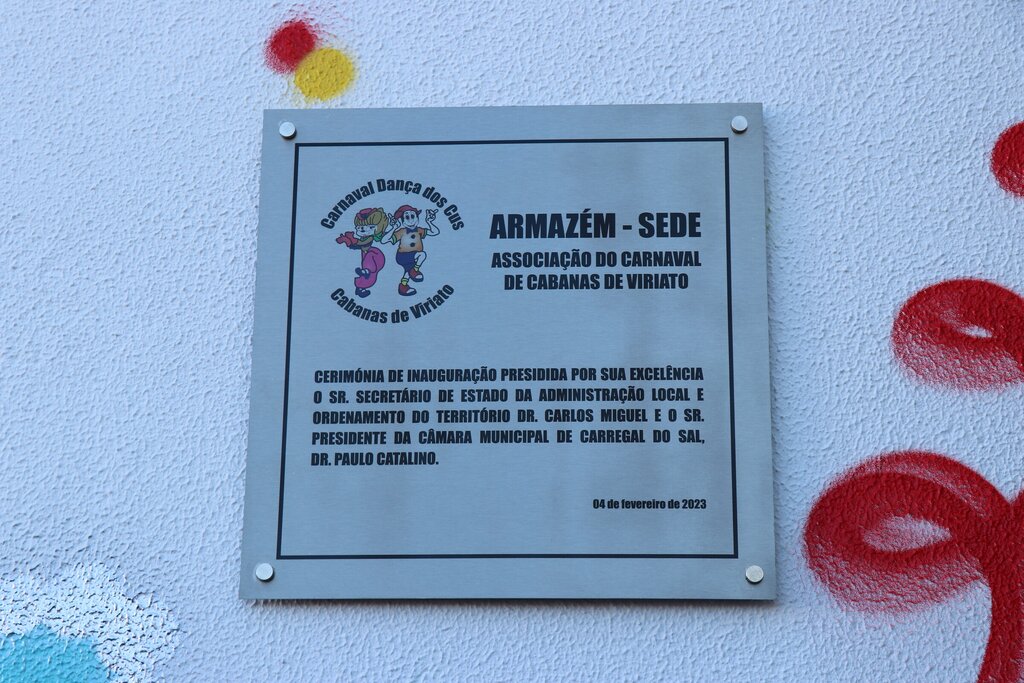 Carnaval Dança dos Cus
Cabanas de Viriato
ARMAZÉM - SEDE
ASSOCIAÇÃO DO CARNAVAL
DE CABANAS DE VIRIATO
CERIMÓNIA DE INAUGURAÇÃO PRESIDIDA POR SUA EXCELÊNCIA
O SR. SECRETÁRIO DE ESTADO DA ADMINISTRAÇÃO LOCAL E
ORDENAMENTO DO TERRITÓRIO DR. CARLOS MIGUEL E O SR.
PRESIDENTE DA CÂMARA MUNICIPAL DE CARREGAL DO SAL,
DR. PAULO CATALINO.
04 de fevereiro de 2023